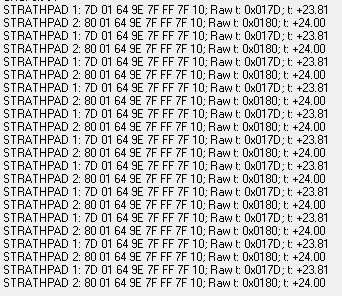 STRATHPAD 1: 7D 01 64 9E 7F FF 7F 10; Raw t: 0x017D; t: +23.81
STRATHPAD 2: 80 01 64 9E 7F FF 7F 10; Raw t: 0x0180; t: +24.00
STRATHPAD 1: 7D 01 64 9E 7F FF 7F 10; Raw t: 0x017D; t: +23.81
STRATHPAD 2: 80 01 64 9E 7F FF 7F 10; Raw t: 0x0180; t: +24.00
STRATHPAD 1: 7D 01 64 9E 7F FF 7F 10; Raw t: 0x017D; t: +23.81
STRATHPAD 2: 80 01 64 9E 7F FF 7F 10; Raw t: 0x0180; t: +24.00
STRATHPAD 1: 7D 01 64 9E 7F FF 7F 10; Raw t: 0x017D; t: +23.81
STRATHPAD 2: 80 01 64 9E 7F FF 7F 10; Raw t: 0x0180; t: +24.00
STRATHPAD 1: 7D 01 64 9E 7F FF 7F 10; Raw t: 0x017D; t: +23.81
STRATHPAD 2: 80 01 64 9E 7F FF 7F 10; Raw t: 0x0180; t: +24.00
STRATHPAD 1: 7D 01 64 9E 7F FF 7F 10; Raw t: 0x017D; t: +23.81
STRATHPAD 2: 80 01 64 9E 7F FF 7F 10; Raw t: 0x0180; t: +24.00
STRATHPAD 1: 7D 01 64 9E 7F FF 7F 10; Raw t: 0x017D; t: +23.81
STRATHPAD 2: 80 01 64 9E 7F FF 7F 10; Raw t: 0x0180; t: +24.00
STRATHPAD 1: 7D 01 64 9E 7F FF 7F 10; Raw t: 0x017D; t: +23.81
STRATHPAD 2: 80 01 64 9E 7F FF 7F 10; Raw t: 0x0180; t: +24.00
STRATHPAD 1: 7D 01 64 9E 7F FF 7F 10; Raw t: 0x017D; t: +23.81
STRATHPAD 2: 80 01 64 9E 7F FF 7F 10; Raw t: 0x0180; t: +24.00
STRATHPAD 1: 7D 01 64 9E 7F FF 7F 10; Raw t: 0x017D; t: +23.81
STRATHPAD 2: 80 01 64 9E 7F FF 7F 10; Raw t: 0x0180; t: +24.00
STRATHPAD 1: 7D 01 64 9E 7F FF 7F 10; Raw t: 0x017D; t: +23.81
STRATHPAD 2: 80 01 64 9E 7F FF 7F 10; Raw t: 0x0180; t: +24.00